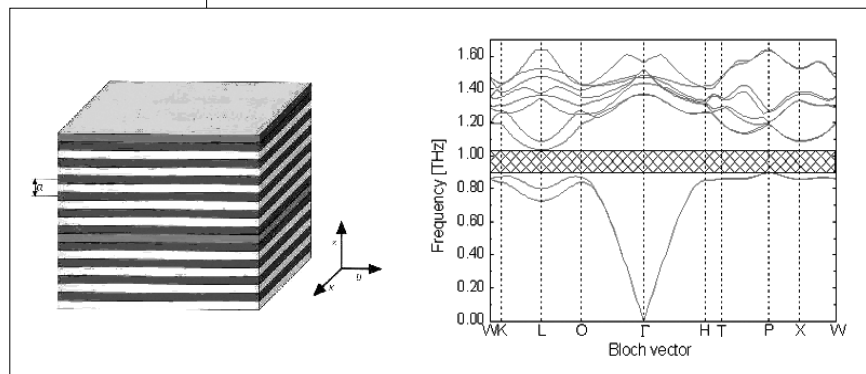 a
z
y
x
Frequency [THz]
1.60
1.40
1.20
1.00
0.80
0.60
0.40
0.20
0.00
W K L O Γ H T P X W
Bloch vector